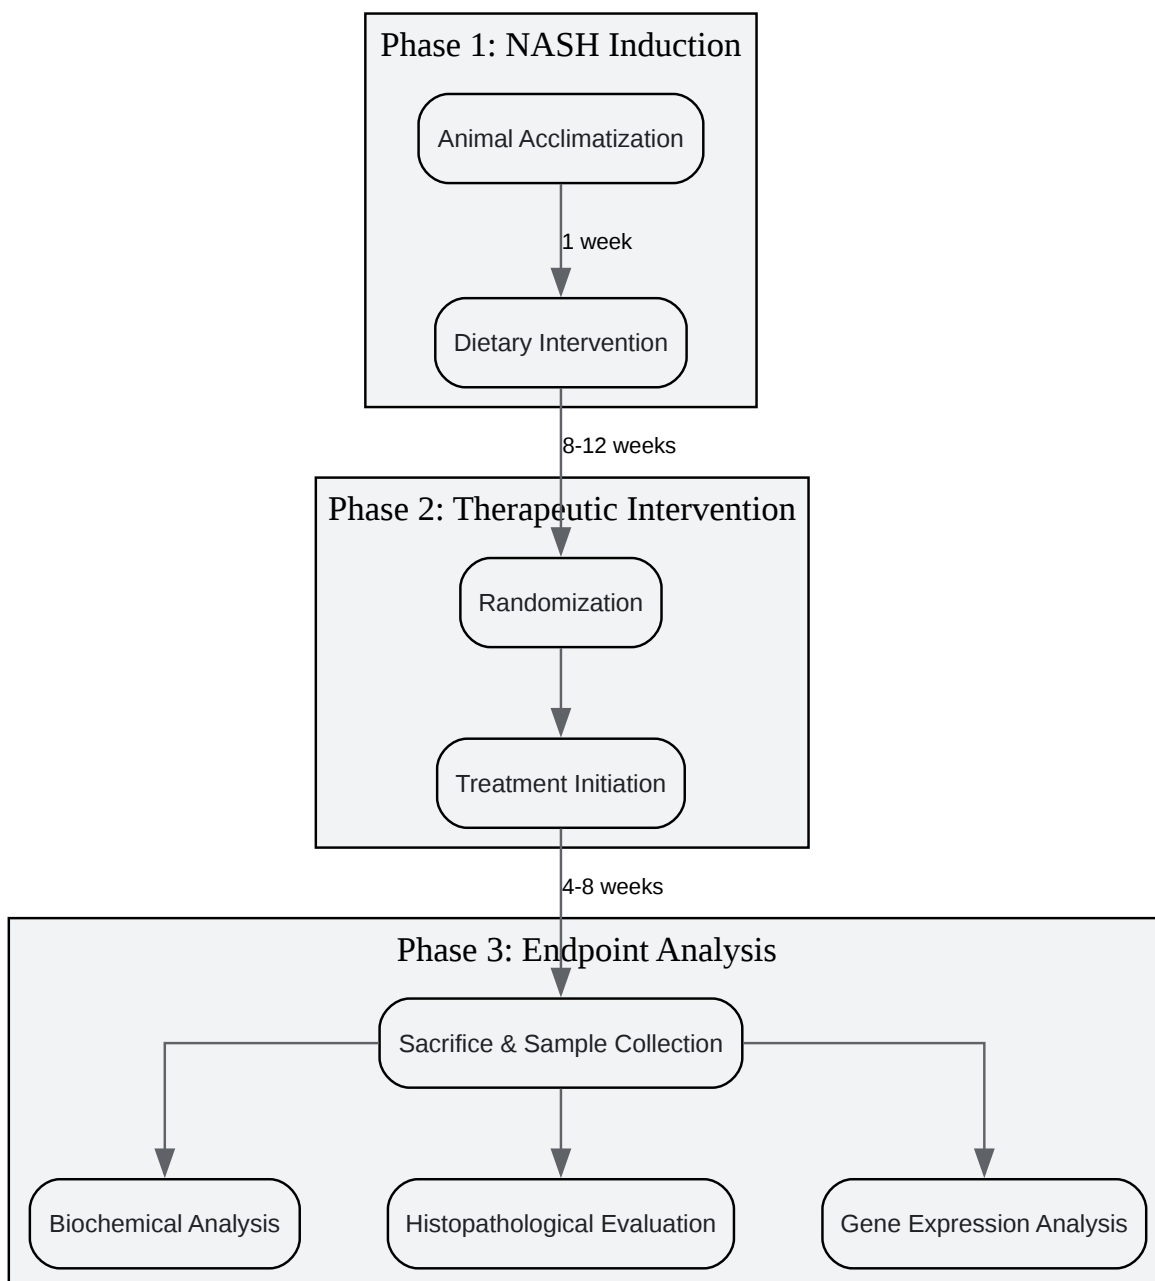 Phase 1: NASH Induction
Animal Acclimatization
1 week
Dietary Intervention
8-12 weeks
Phase 2: Therapeutic Intervention
Randomization
Treatment Initiation
4-8 weeks
Phase 3: Endpoint Analysis
Sacrifice & Sample Collection
Biochemical Analysis
Histopathological Evaluation
Gene Expression Analysis